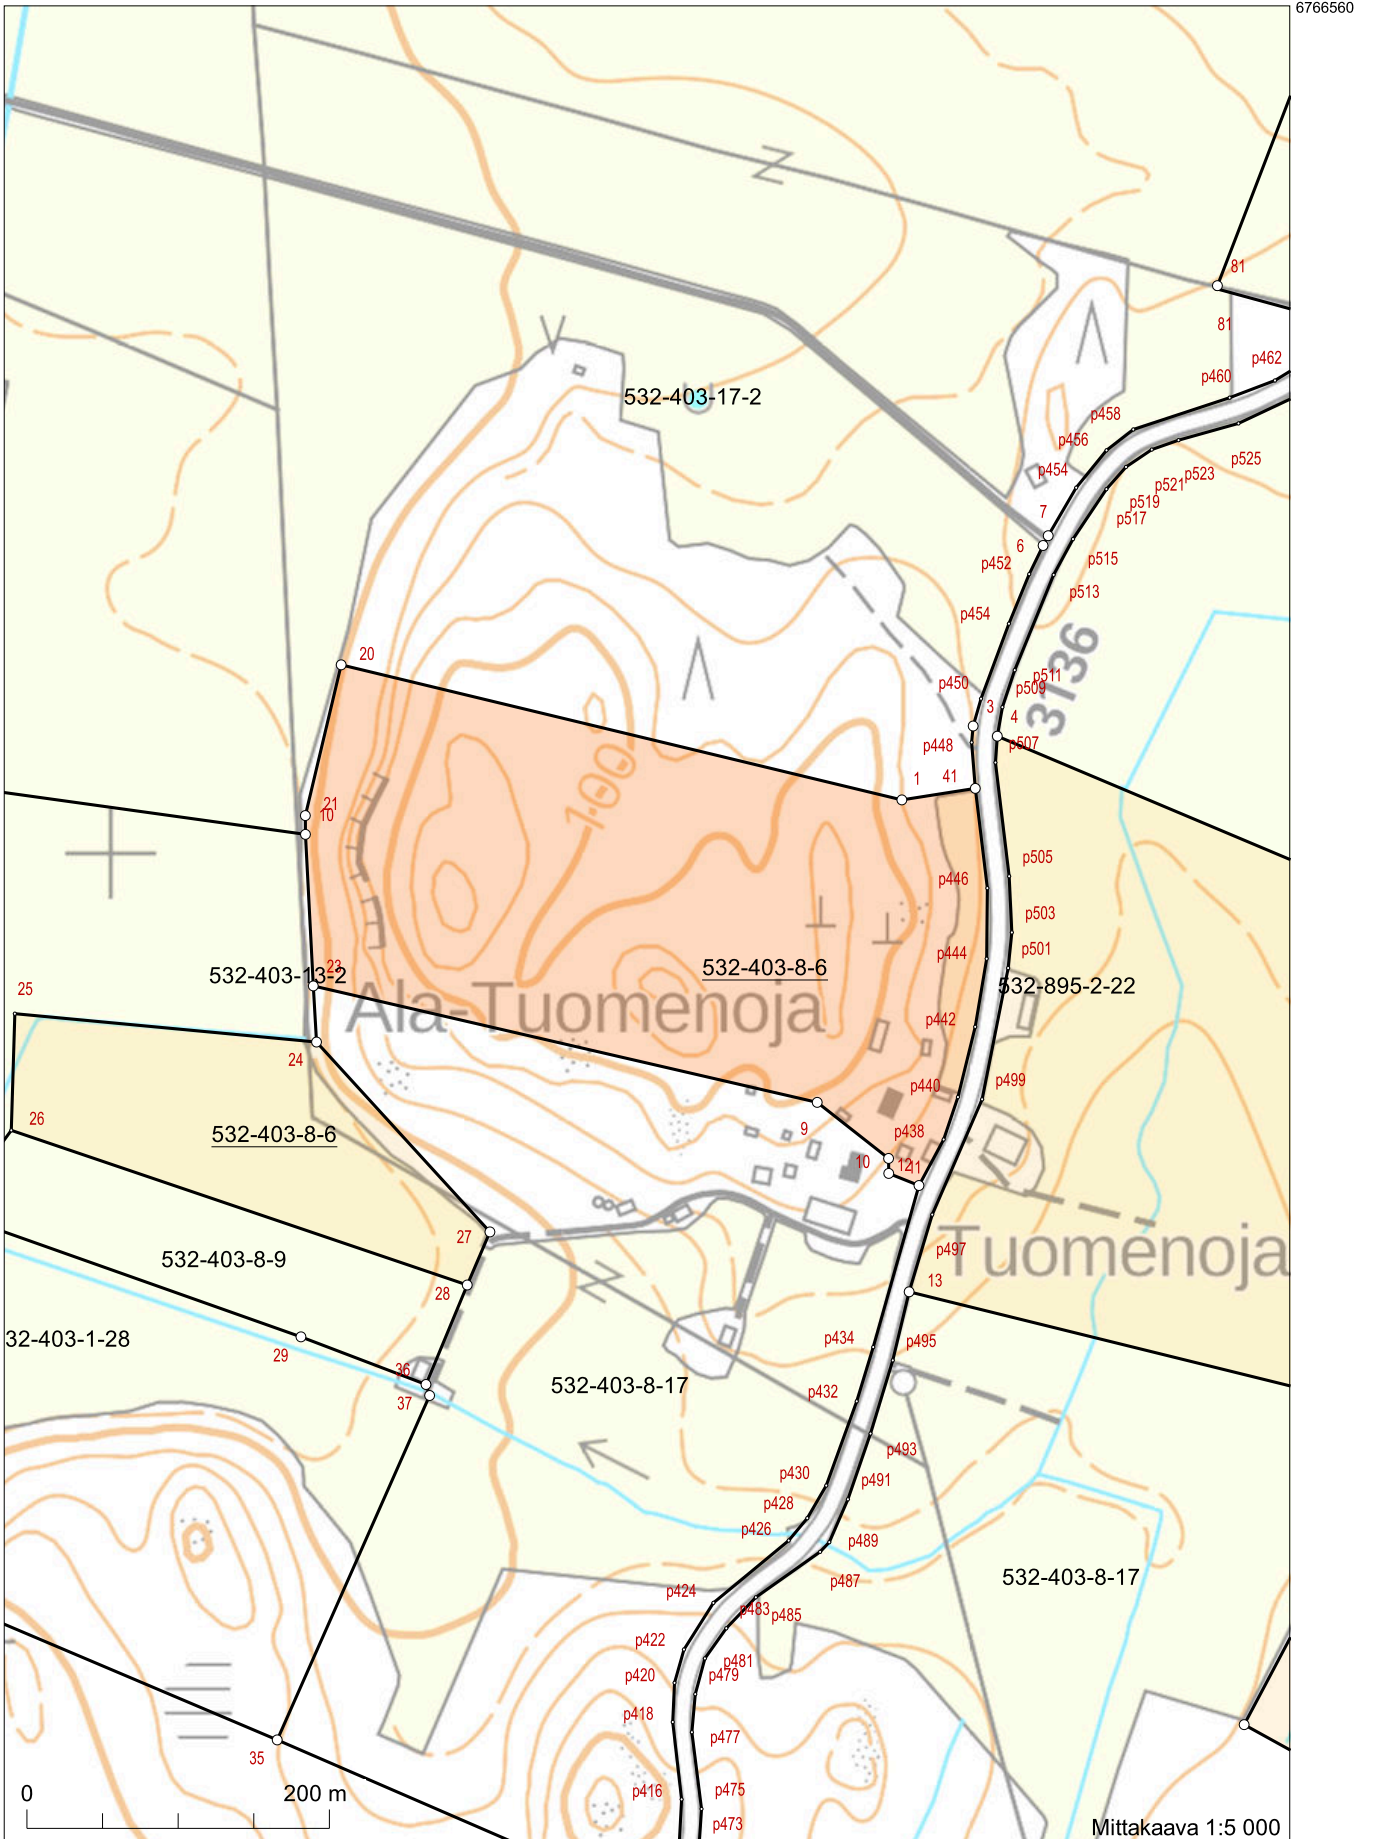 6766560
81
81
p462
p460
532-403-17-2
p458
p456
p454
p525
p523
p521
p519
p517
7
6
p515
p452
p513
p454
3136
20
p511
p450
p509
3
4
p448
p507
1
41
100
21
10
p505
p446
p503
p444
p501
532-403-8-6
23
532-403-13-2
532-895-2-22
25
Ala-Tuomenoja
p442
24
p440
p499
26
9
p438
532-403-8-6
10
12
11
27
p497
Tuomenoja
532-403-8-9
13
28
p434
p495
32-403-1-28
29
36
532-403-8-17
p432
37
p493
p430
p491
p428
p426
p489
532-403-8-17
p487
p424
p483
p485
p422
p481
p420
p479
p418
p477
35
0
200 m
p416
p475
p473
Mittakaava 1:5 000